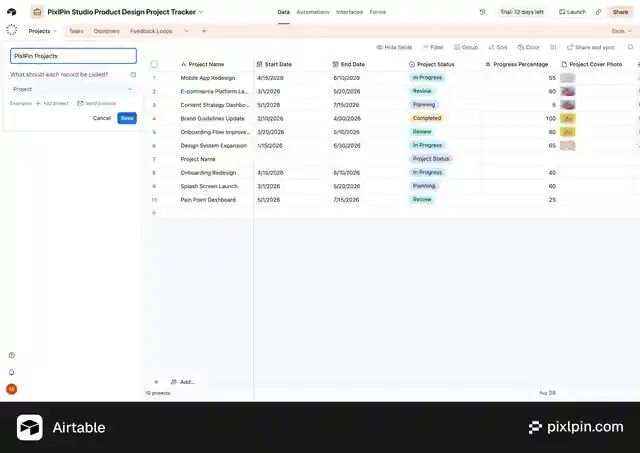 PixlPin Studio Product Design Project Tracker
Data Automations Interfaces Forms
Trial: 12 days left Launch Share
Projects Tasks Designers Feedback Loops + Tools
PixlPin Projects
What should each record be called?
Project
Examples: + Add project Send projects
Cancel Save
Hide fields Filter Group Sort Color Share and sync
Project Name Start Date End Date Project Status Progress Percentage Project Cover Photo
1 Mobile App Redesign 4/15/2026 6/10/2026 In Progress 55
2 E-commerce Platform La... 3/1/2026 5/20/2026 Review 90
3 Content Strategy Dashbo... 5/1/2026 7/15/2026 Planning 5
4 Brand Guidelines Update 2/10/2026 4/30/2026 Completed 100
5 Onboarding Flow Improve... 3/20/2026 5/10/2026 Review 80
6 Design System Expansion 1/15/2026 6/30/2026 In Progress 65
7 Project Name Project Status
8 Onboarding Redesign 4/15/2026 6/10/2026 In Progress 40
9 Splash Screen Launch 3/1/2026 5/20/2026 Planning 60
10 Pain Point Dashboard 5/1/2026 7/15/2026 Review 25
+
+ Add...
10 projects Avg 58
M
Airtable pixlpin.com